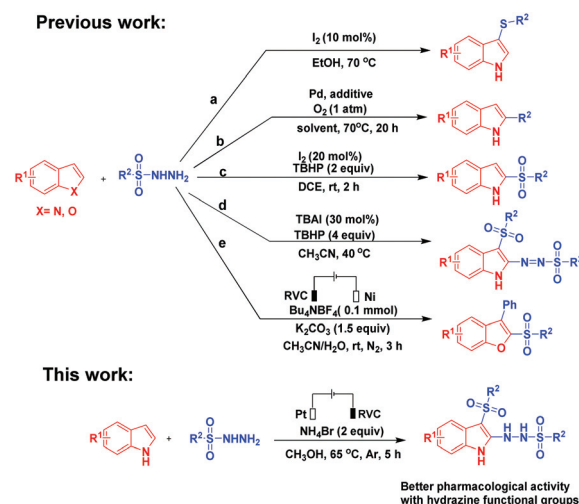 Previous work:
a
I₂ (10 mol%)
EtOH, 70 °C
R¹
S
R²
N
H
b
Pd, additive
O₂ (1 atm)
solvent, 70°C, 20 h
R¹
R²
N
H
R¹
X
X= N, O
+
O
R²-S-NHNH₂
O
c
I₂ (20 mol%)
TBHP (2 equiv)
DCE, rt, 2 h
R¹
N
H
O
S-R²
O
d
TBAI (30 mol%)
TBHP (4 equiv)
CH₃CN, 40 °C
R¹
O
S
O
R²
N
H
N=N
O
S-R²
O
e
RVC
Ni
Bu₄NBF4( 0.1 mmol)
K₂CO₃ (1.5 equiv)
CH₃CN/H₂O, rt, N₂, 3 h
R¹
Ph
O
O
S-R²
O
This work:
R¹
N
H
+
O
R²-S-NHNH₂
O
Pt
RVC
NH₄Br (2 equiv)
CH₃OH, 65 °C, Ar, 5 h
R¹
O
S
O
R²
N
H
H H
N-N
O
S-R²
O
Better pharmacological activity
with hydrazine functional groups